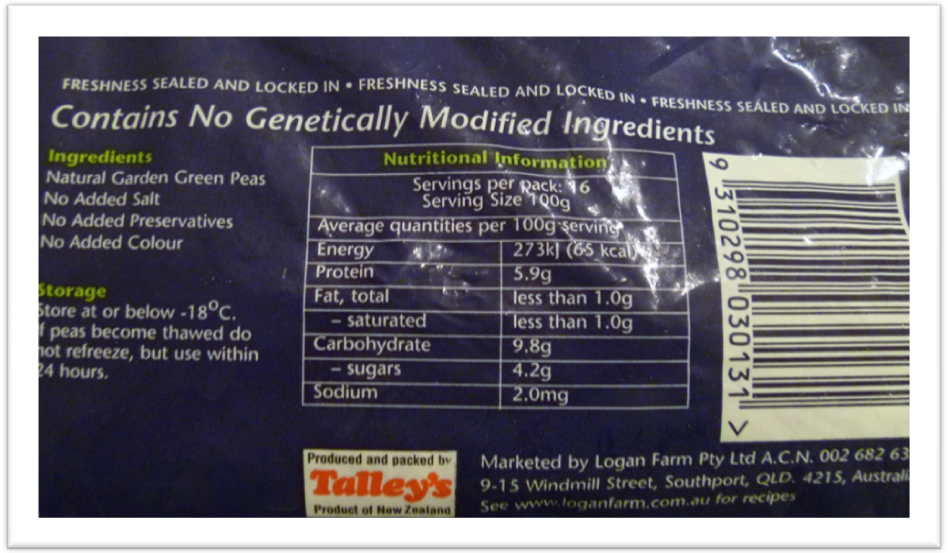 FRESHNESS SEALED AND LOCKED IN • FRESHNESS SEALED AND LOCKED IN • FRESHNESS SEALED AND LOCKED IN
Contains No Genetically Modified Ingredients
Ingredients
Natural Garden Green Peas
No Added Salt
No Added Preservatives
No Added Colour
Storage
Store at or below -18°C.
If peas become thawed do
not refreeze, but use within
24 hours.
Nutritional Information
Servings per pack: 16
Serving Size 100g
Average quantities per 100g serving
Energy 273kJ (65 kcal)
Protein 5.9g
Fat, total less than 1.0g
– saturated less than 1.0g
Carbohydrate 9.8g
– sugars 4.2g
Sodium 2.0mg
9 310298 030131 >
Produced and packed by
Talley's
Product of New Zealand
Marketed by Logan Farm Pty Ltd A.C.N. 002 682 63
9-15 Windmill Street, Southport, QLD. 4215, Australi
See www.loganfarm.com.au for recipes